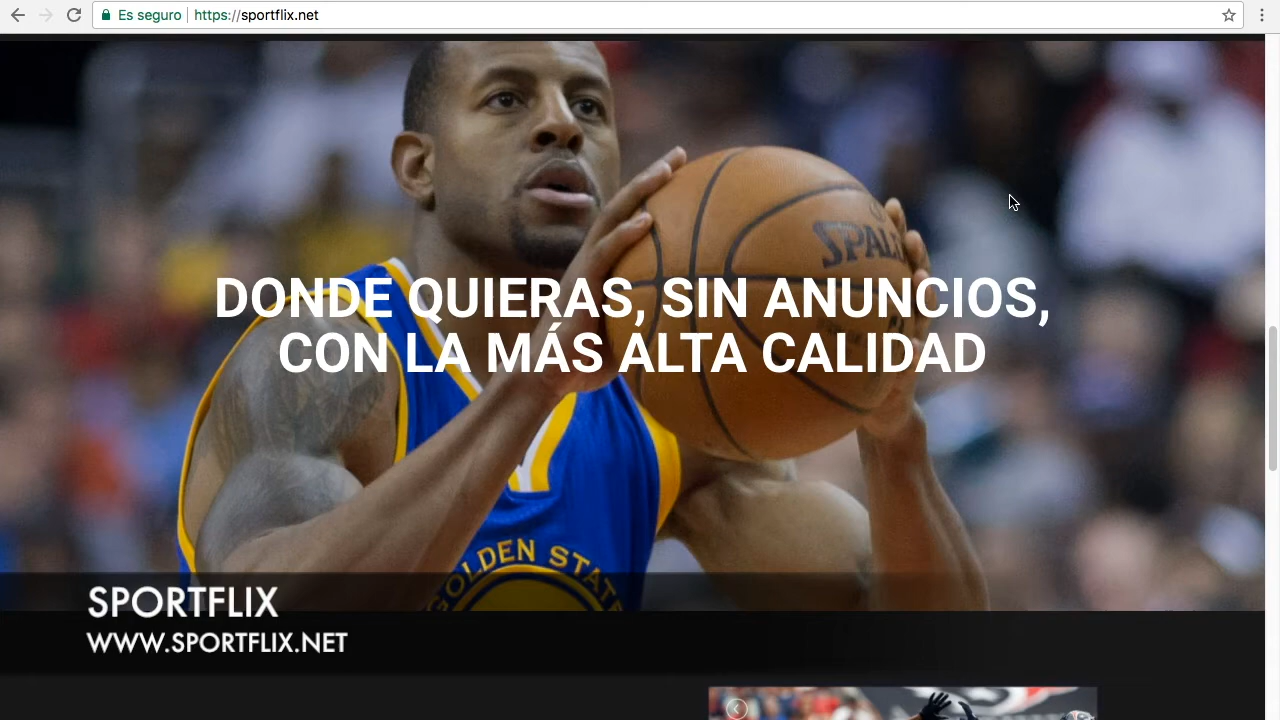 Es seguro
https://sportflix.net
SPAL
DONDE QUIERAS, SIN ANUNCIOS,
CON LA MÁS ALTA CALIDAD
GOLDEN STATE
SPORTFLIX
WWW.SPORTFLIX.NET